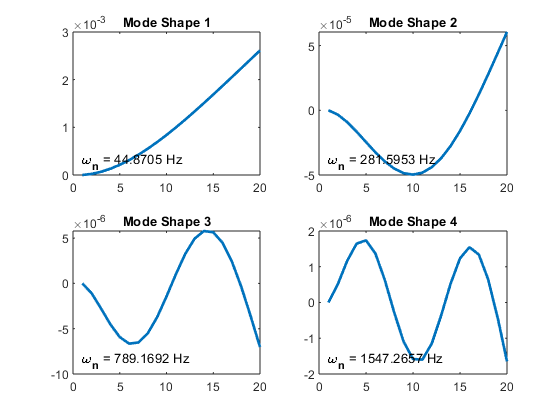 ×10⁻³ Mode Shape 1
3
2
1
0
0 5 10 15 20
ωn = 44.8705 Hz
×10⁻⁵ Mode Shape 2
5
0
-5
0 5 10 15 20
ωn = 281.5953 Hz
×10⁻⁶ Mode Shape 3
5
0
-5
-10
0 5 10 15 20
ωn = 789.1692 Hz
×10⁻⁶ Mode Shape 4
2
1
0
-1
-2
0 5 10 15 20
ωn = 1547.2657 Hz